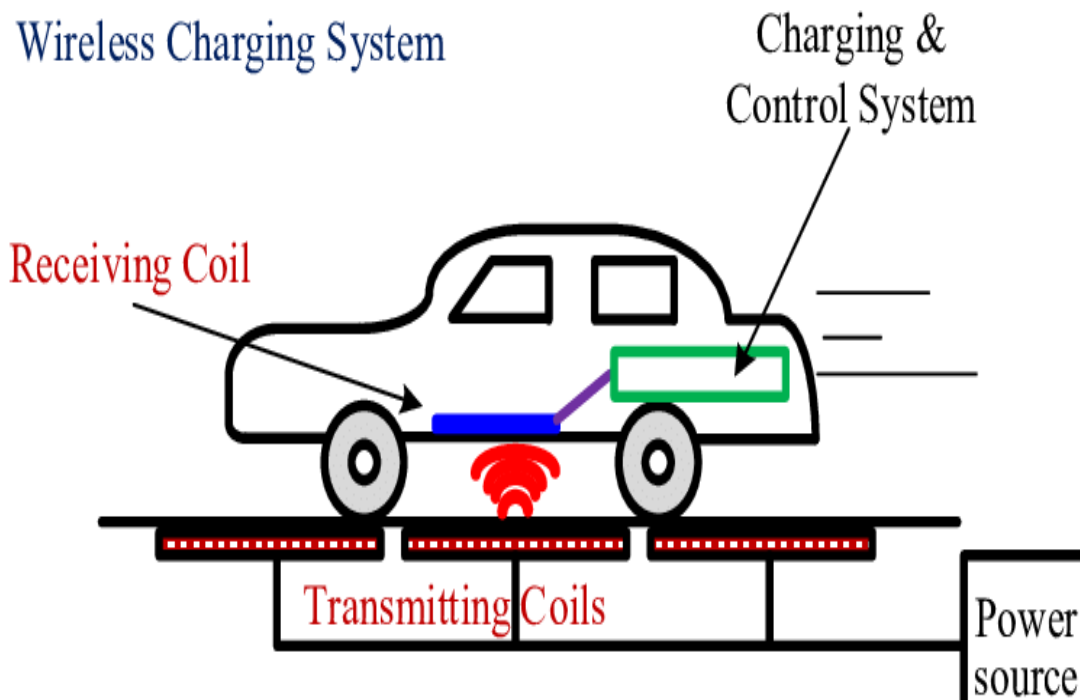 Wireless Charging System
Charging &
Control System
Receiving Coil
Transmitting Coils
Power
source